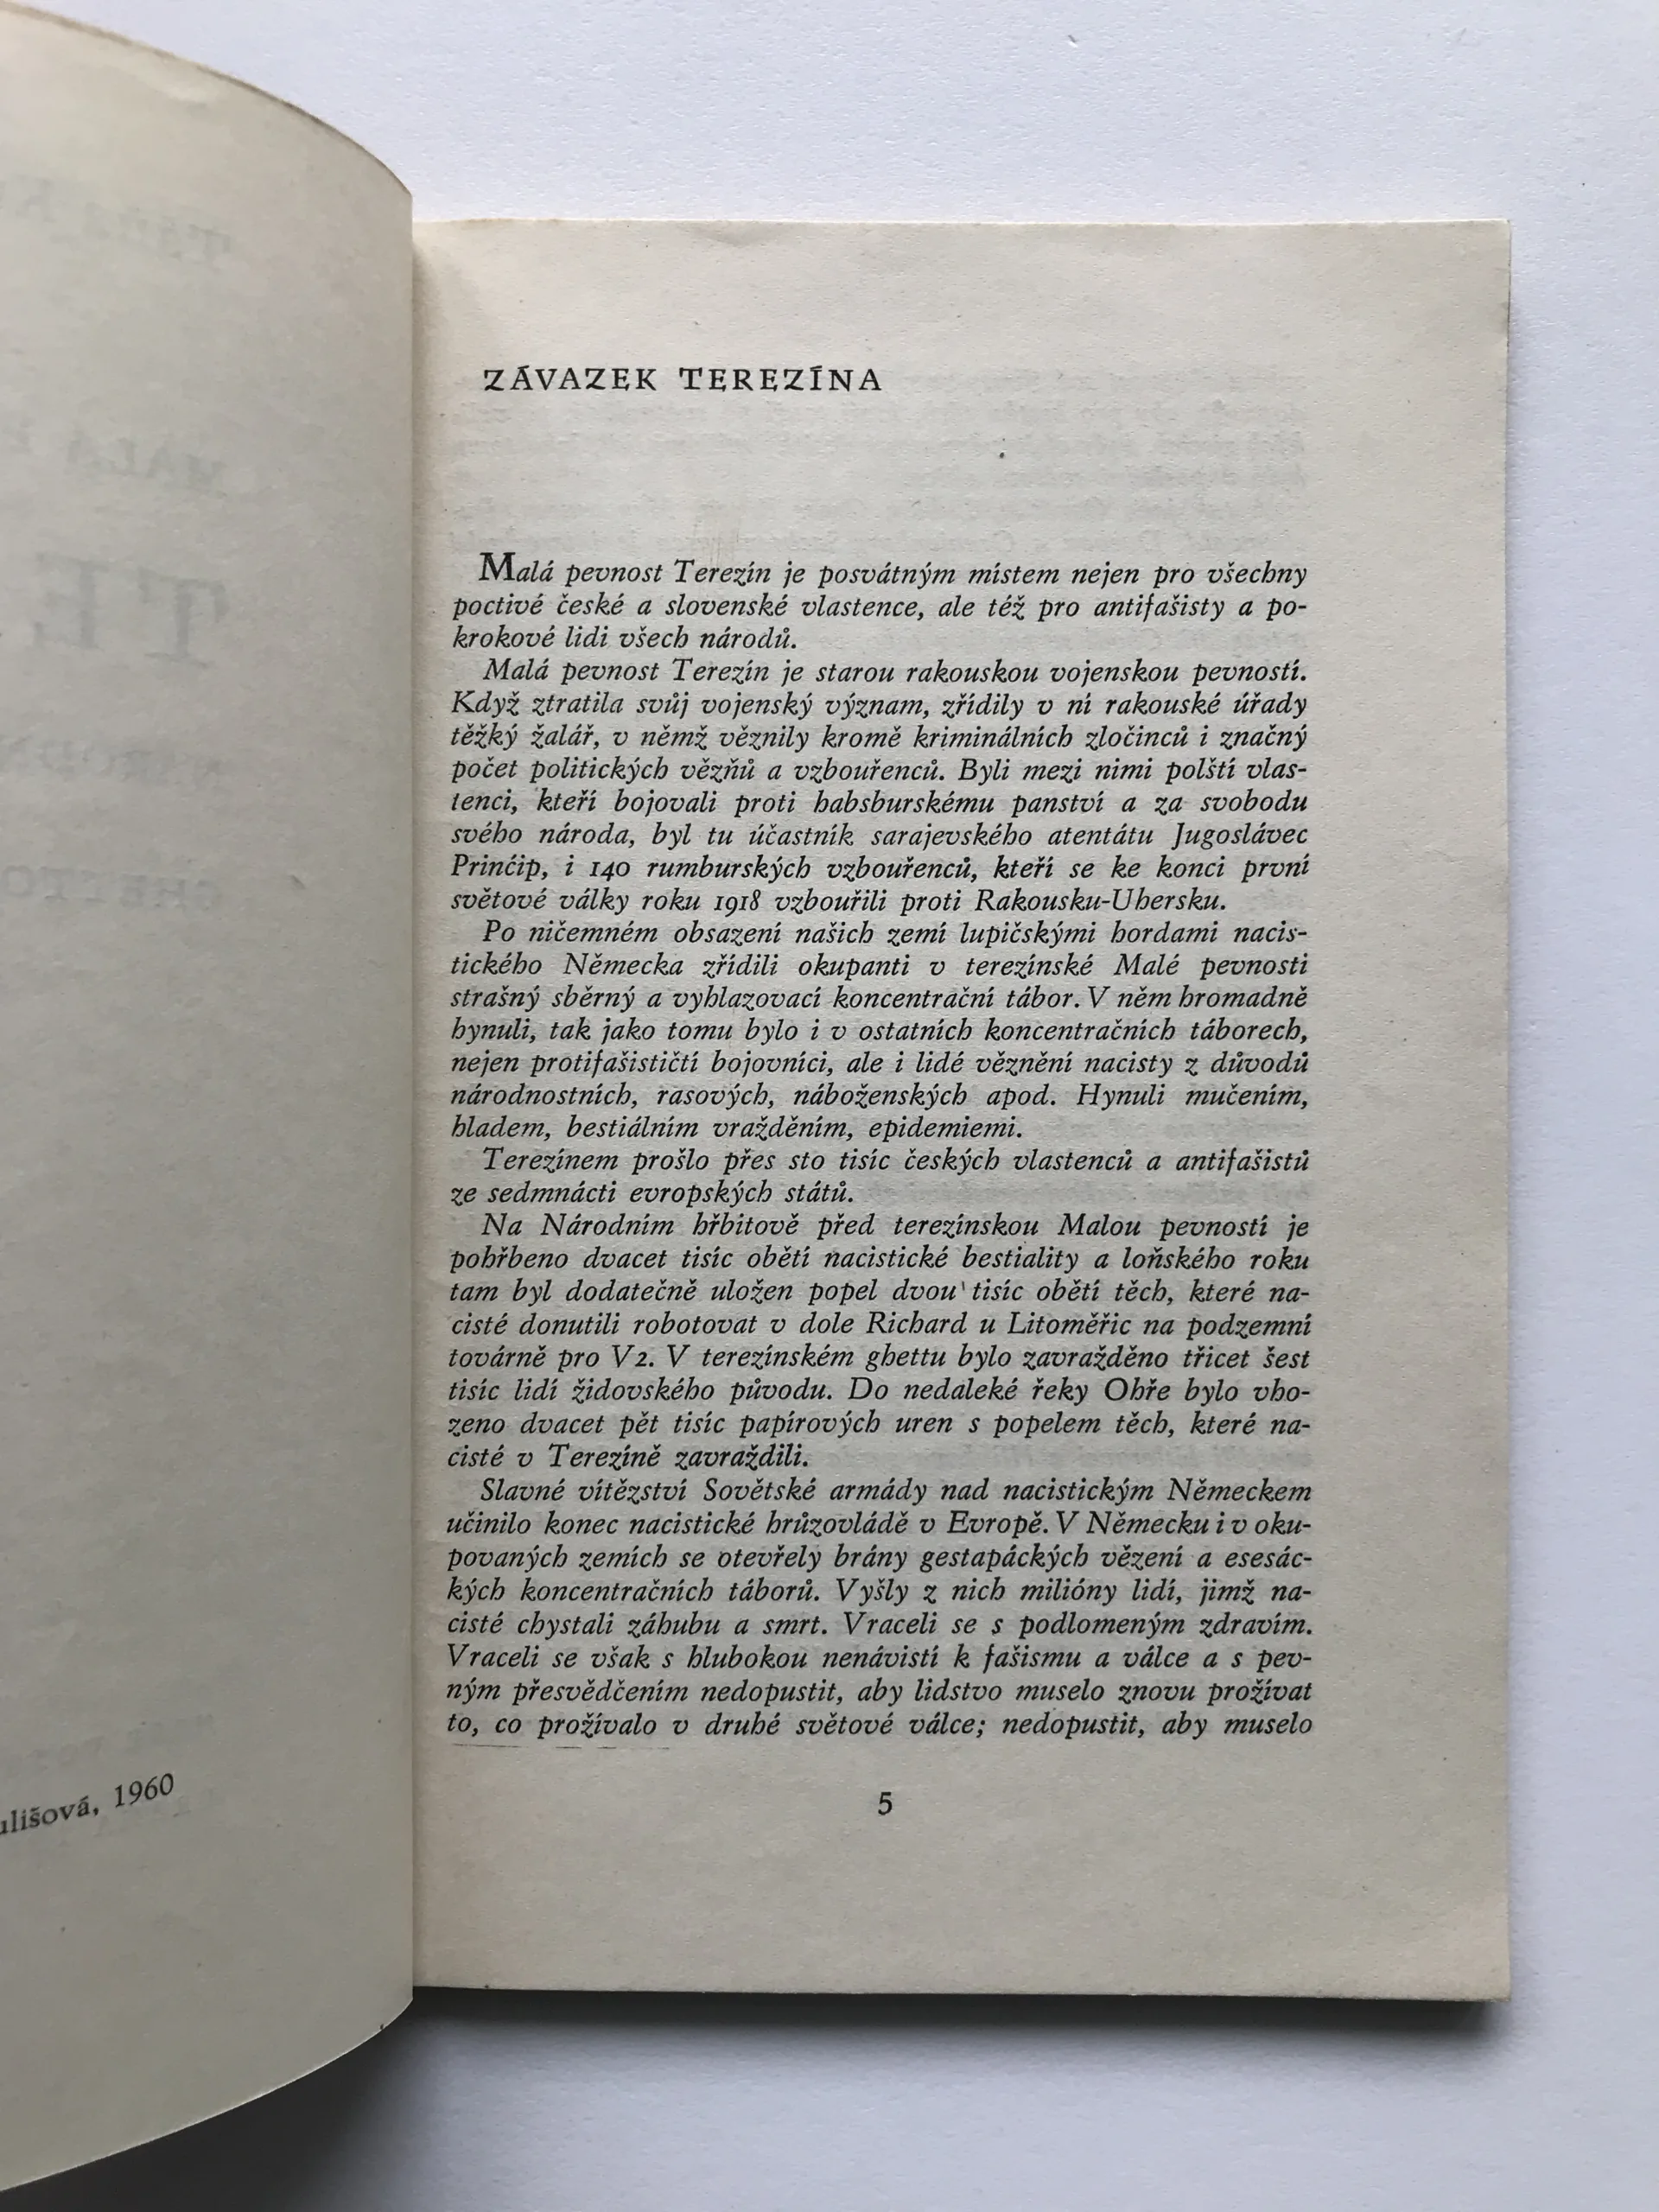 ulišová, 1960
ZÁVAZEK TEREZÍNA
Malá pevnost Terezín je posvátným místem nejen pro všechny
poctivé české a slovenské vlastence, ale též pro antifašisty a po-
krokové lidi všech národů.
Malá pevnost Terezín je starou rakouskou vojenskou pevností.
Když ztratila svůj vojenský význam, zřídily v ní rakouské úřady
těžký žalář, v němž věznily kromě kriminálních zločinců i značný
počet politických vězňů a vzbouřenců. Byli mezi nimi polští vlas-
tenci, kteří bojovali proti habsburskému panství a za svobodu
svého národa, byl tu účastník sarajevského atentátu Jugoslávec
Prinćip, i 140 rumburských vzbouřenců, kteří se ke konci první
světové války roku 1918 vzbouřili proti Rakousku-Uhersku.
Po ničemném obsazení našich zemí lupičskými hordami nacis-
tického Německa zřídili okupanti v terezínské Malé pevnosti
strašný sběrný a vyhlazovací koncentrační tábor. V něm hromadně
hynuli, tak jako tomu bylo i v ostatních koncentračních táborech,
nejen protifašističtí bojovníci, ale i lidé věznění nacisty z důvodů
národnostních, rasových, náboženských apod. Hynuli mučením,
hladem, bestiálním vražděním, epidemiemi.
Terezínem prošlo přes sto tisíc českých vlastenců a antifašistů
ze sedmnácti evropských států.
Na Národním hřbitově před terezínskou Malou pevností je
pohřbeno dvacet tisíc obětí nacistické bestiality a loňského roku
tam byl dodatečně uložen popel dvou tisíc obětí těch, které na-
cisté donutili robotovat v dole Richard u Litoměřic na podzemní
továrně pro V2. V terezínském ghettu bylo zavražděno třicet šest
tisíc lidí židovského původu. Do nedaleké řeky Ohře bylo vho-
zeno dvacet pět tisíc papírových uren s popelem těch, které na-
cisté v Terezíně zavraždili.
Slavné vítězství Sovětské armády nad nacistickým Německem
učinilo konec nacistické hrůzovládě v Evropě. V Německu i v oku-
povaných zemích se otevřely brány gestapáckých vězení a esesác-
kých koncentračních táborů. Vyšly z nich milióny lidí, jimž na-
cisté chystali záhubu a smrt. Vraceli se s podlomeným zdravím.
Vraceli se však s hlubokou nenávistí k fašismu a válce a s pev-
ným přesvědčením nedopustit, aby lidstvo muselo znovu prožívat
to, co prožívalo v druhé světové válce; nedopustit, aby muselo
5